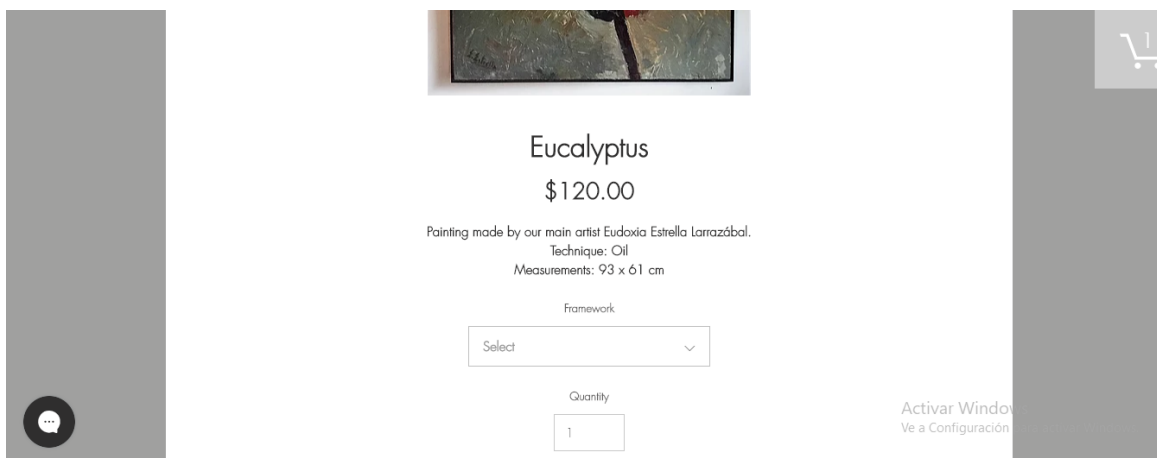 1
Eucalyptus
$120.00
Painting made by our main artist Eudoxia Estrella Larrazábal.
Technique: Oil
Measurements: 93 x 61 cm
Framework
Select
Quantity
1
Activar Windows
Ve a Configuración